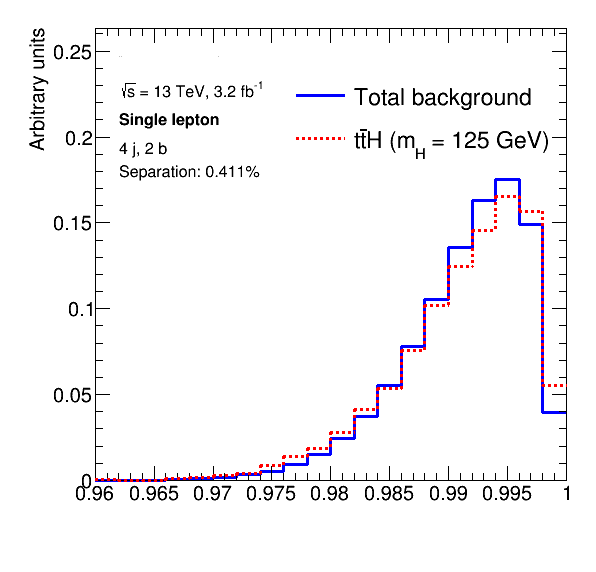 Arbitrary units
0.25
0.2
0.15
0.1
0.05
0
√s = 13 TeV, 3.2 fb⁻¹
Single lepton
4 j, 2 b
Separation: 0.411%
Total background
tt̄H (m_H = 125 GeV)
0.96 0.965 0.97 0.975 0.98 0.985 0.99 0.995 1